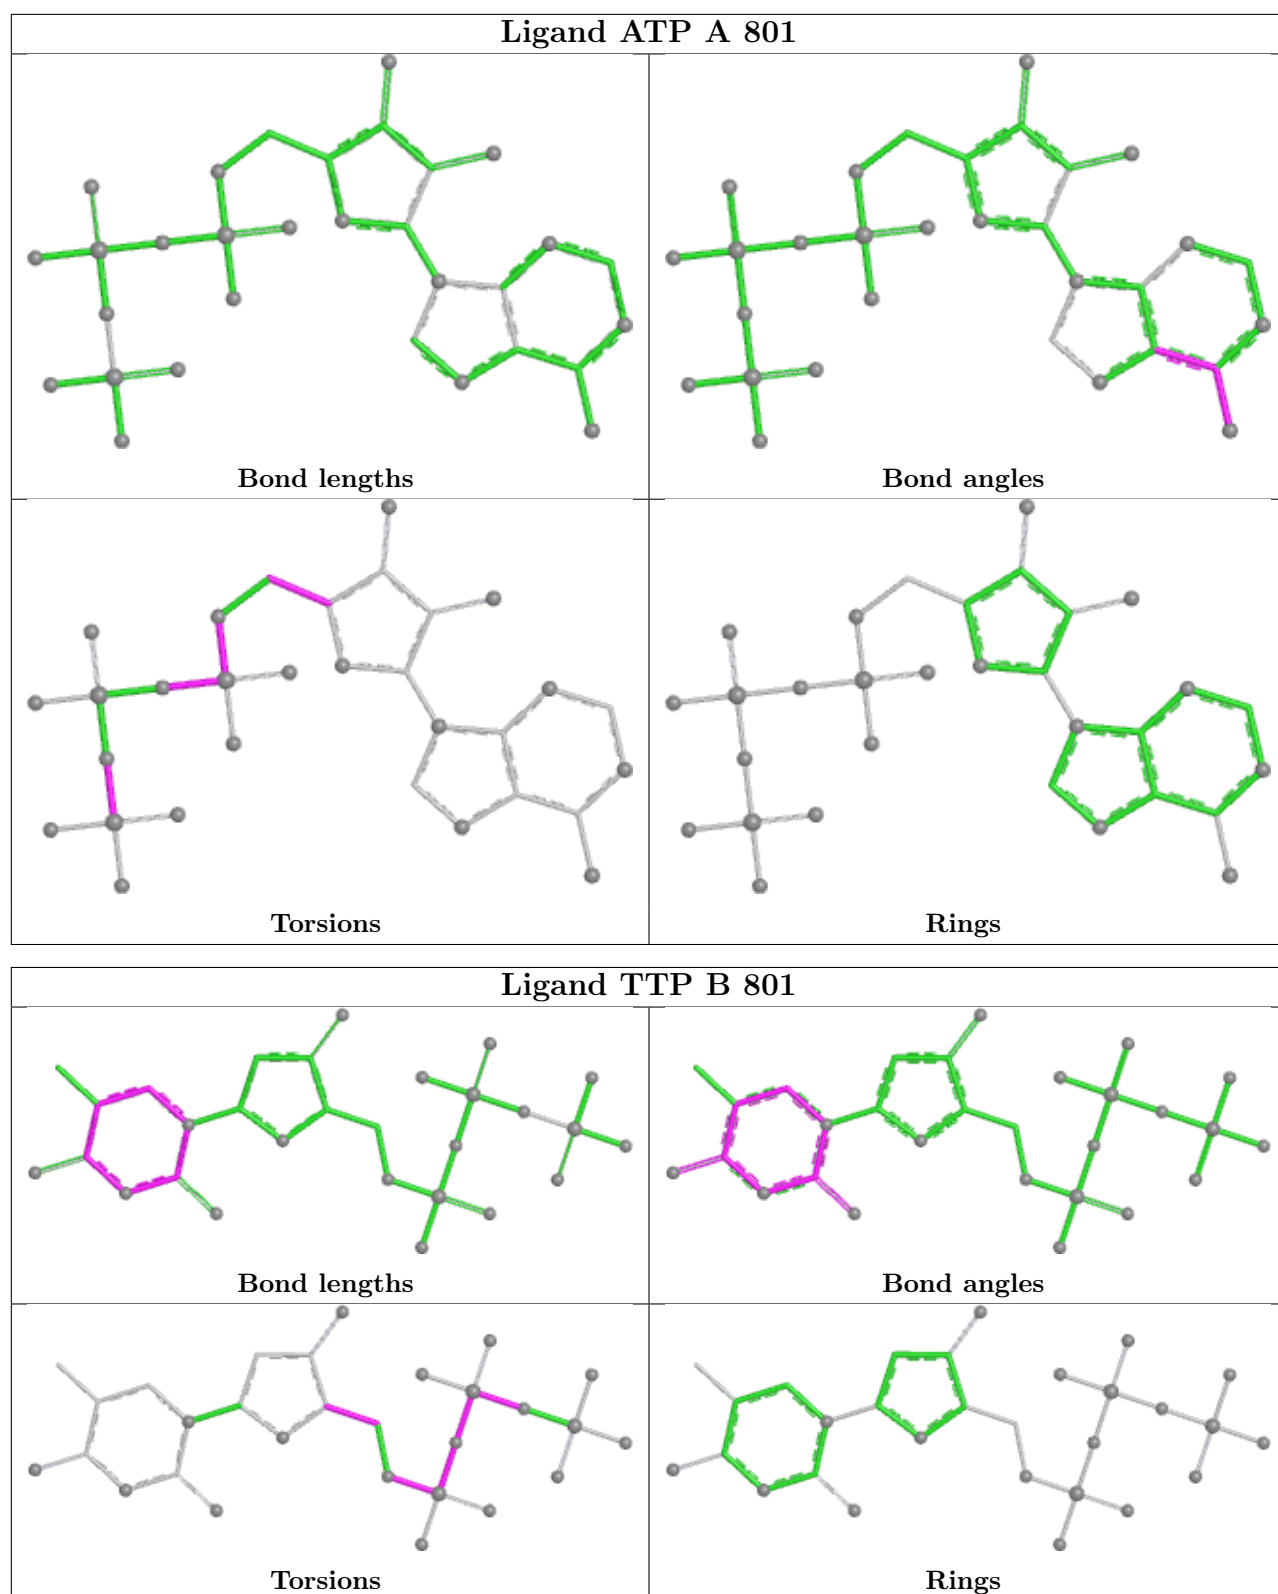 Ligand ATP A 801
Bond lengths
Bond angles
Torsions
Rings
Ligand TTP B 801
Bond lengths
Bond angles
Torsions
Rings